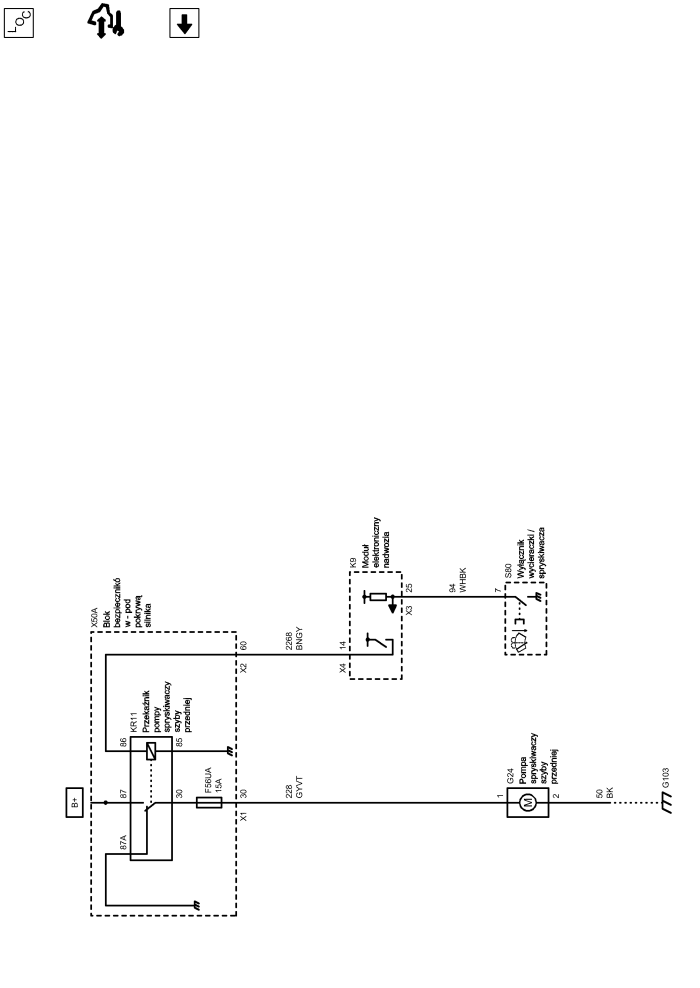 LOC
B+
X50A
Blok
bezpiecznikó
w - pod
pokrywą
silnika
87A
87
86
KR11
Przekaźnik
pompy
spryskiwaczy
szyby
przedniej
30
85
F56UA
15A
X1
30
X2
60
228
GYVT
2268
BNGY
X4
14
K9
Moduł
elektroniczny
nadwozia
X3
25
94
WHBK
7
S80
Wyłącznik
wycieraczki /
spryskiwacza
1
G24
Pompa
spryskiwaczy
szyby
przedniej
M
2
50
BK
G103